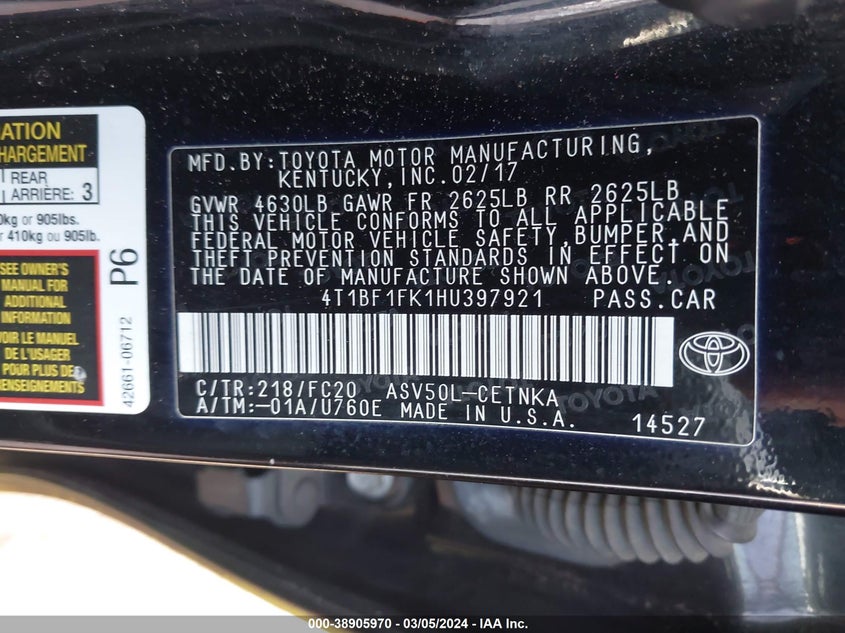 ATION
HARGEMENT
REAR
ARRIÈRE: 3
0kg or 905lbs.
r 410kg ou 905lb.
SEE OWNER'S
MANUAL FOR
ADDITIONAL
INFORMATION
VOIR LE MANUEL
DE L'USAGER
POUR PLUS DE
RENSEIGNEMENTS
P6
42661-06712
MFD.BY:TOYOTA MOTOR MANUFACTURING,
KENTUCKY,INC.02/17
GVWR 4630LB GAWR FR 2625LB RR 2625LB
THIS VEHICLE CONFORMS TO ALL APPLICABLE
FEDERAL MOTOR VEHICLE SAFETY,BUMPER,AND
THEFT PREVENTION STANDARDS IN EFFECT ON
THE DATE OF MANUFACTURE SHOWN ABOVE.
4T1BF1FK1HU397921 PASS.CAR
C/TR:218/FC20 ASV50L-CETNKA
A/TM:-01A/U760E MADE IN U.S.A.
14527
000-38905970 - 03/05/2024 - IAA Inc.